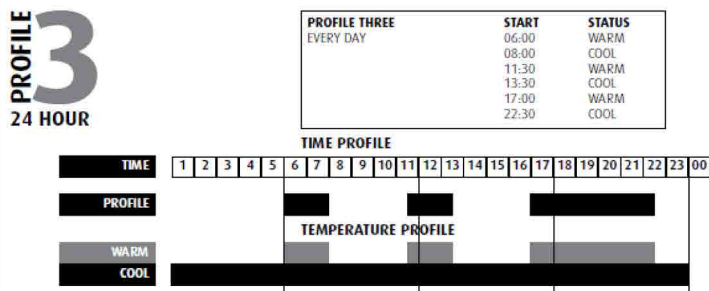 PROFILE 3
24 HOUR
PROFILE THREE START STATUS
EVERY DAY 06:00 WARM
08:00 COOL
11:30 WARM
13:30 COOL
17:00 WARM
22:30 COOL
TIME PROFILE
TIME 1 2 3 4 5 6 7 8 9 10 11 12 13 14 15 16 17 18 19 20 21 22 23 00
PROFILE
TEMPERATURE PROFILE
WARM
COOL